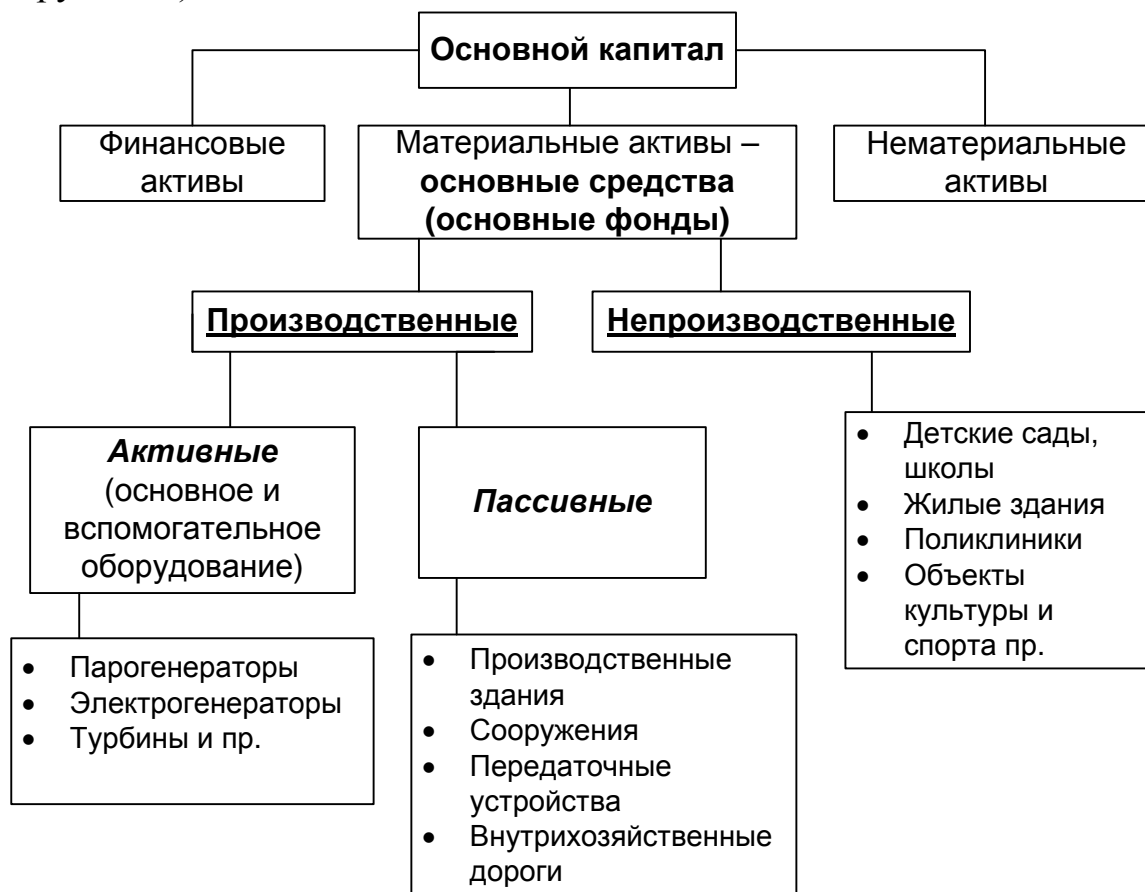 Основной капитал
Финансовые
активы
Материальные активы –
основные средства
(основные фонды)
Нематериальные
активы
Производственные
Непроизводственные
Активные
(основное и
вспомогательное
оборудование)
Пассивные
• Детские сады,
школы
• Жилые здания
• Поликлиники
• Объекты
культуры и
спорта пр.
• Парогенераторы
• Электрогенераторы
• Турбины и пр.
• Производственные
здания
• Сооружения
• Передаточные
устройства
• Внутрихозяйственные
дороги